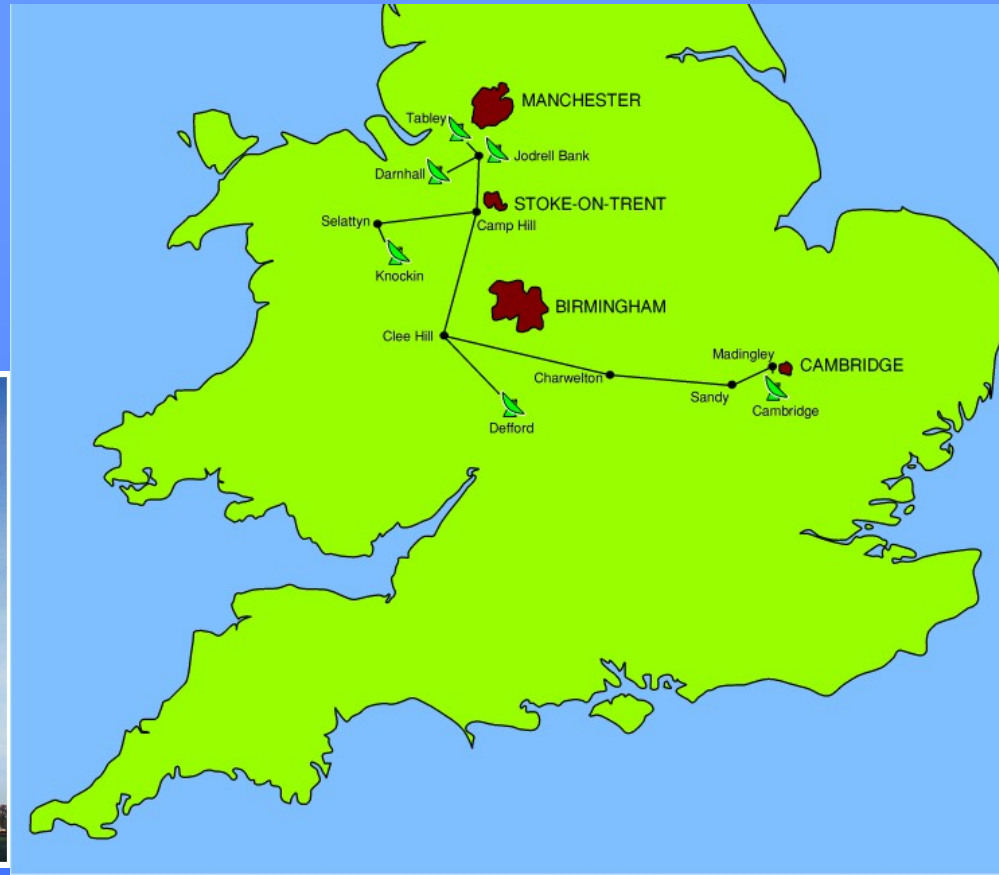 MANCHESTER
Tabley
Jodrell Bank
Darnhall
STOKE-ON-TRENT
Selattyn
Camp Hill
Knockin
BIRMINGHAM
Clee Hill
Madingley
CAMBRIDGE
Charwelton
Sandy
Cambridge
Defford